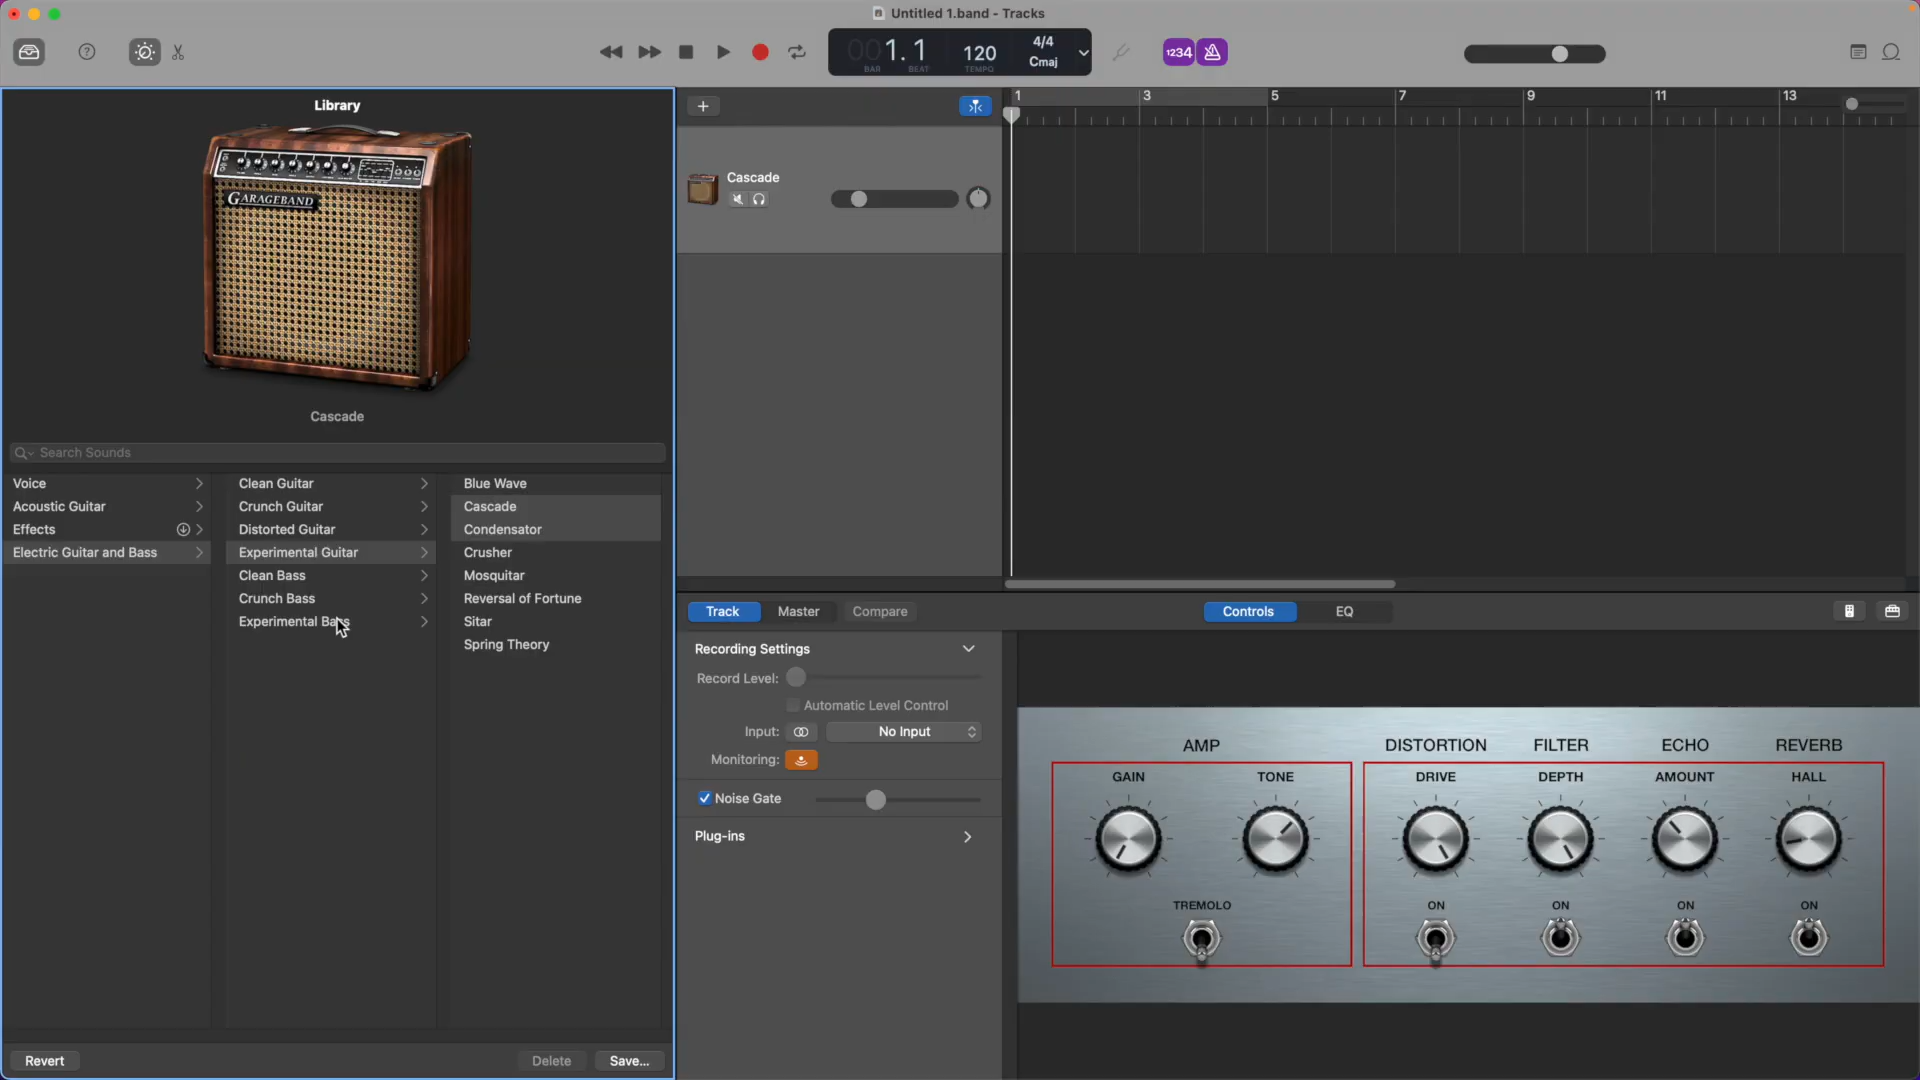 Untitled 1.band - Tracks
001.1
BAR
BEAT
120
TEMPO
4/4
Cmaj
1234
Library
GARAGEBAND
Cascade
Search Sounds
Voice
Acoustic Guitar
Effects
Electric Guitar and Bass
Clean Guitar
Crunch Guitar
Distorted Guitar
Experimental Guitar
Clean Bass
Crunch Bass
Experimental Bass
Blue Wave
Cascade
Condensator
Crusher
Mosquitar
Reversal of Fortune
Sitar
Spring Theory
Revert
Delete
Save...
1 3 5 7 9 11 13
Cascade
Track
Master
Compare
Controls
EQ
Recording Settings
Record Level:
Automatic Level Control
Input:
No Input
Monitoring:
Noise Gate
Plug-ins
AMP
GAIN
TONE
TREMOLO
DISTORTION
FILTER
ECHO
REVERB
DRIVE
DEPTH
AMOUNT
HALL
ON
ON
ON
ON